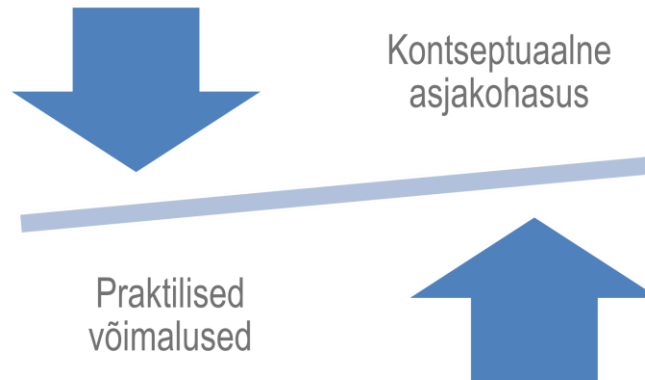 Kontseptuaalne
asjakohasus
Praktilised
võimalused